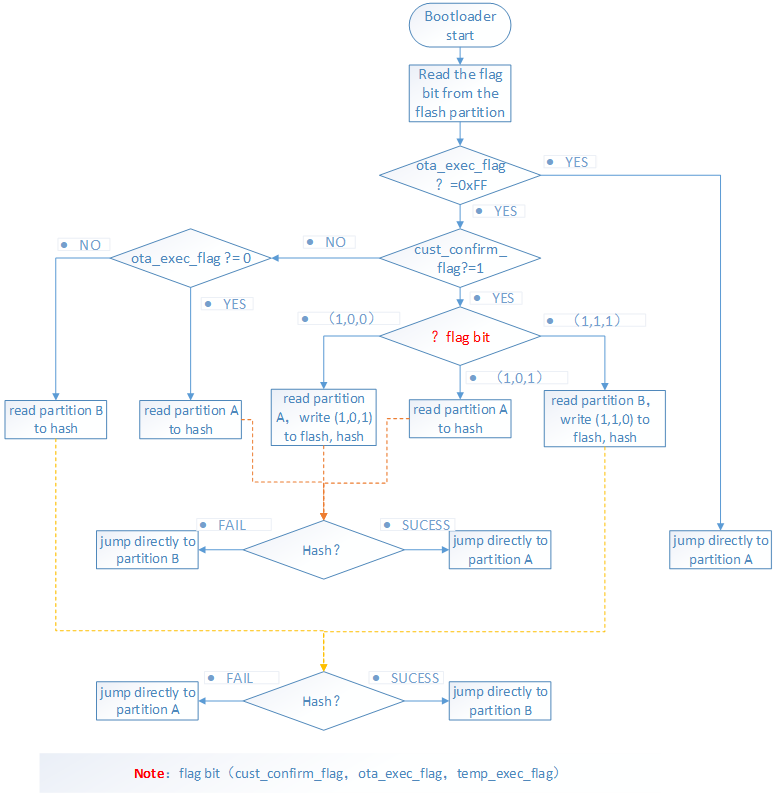 Bootloader
start
Read the flag
bit from the
flash partition
ota_exec_flag
？=0xFF
YES
YES
cust_confirm_
flag?=1
NO
ota_exec_flag ?= 0
NO
YES
YES
？flag bit
（1,0,0）
（1,1,1）
（1,0,1）
read partition B
to hash
read partition A
to hash
read partition
A，write (1,0,1)
to flash, hash
read partition A
to hash
read partition B，
write (1,1,0) to
flash, hash
Hash？
FAIL
SUCESS
jump directly to
partition B
jump directly to
partition A
jump directly to
partition A
Hash？
FAIL
SUCESS
jump directly to
partition A
jump directly to
partition B
Note：flag bit（cust_confirm_flag，ota_exec_flag，temp_exec_flag）